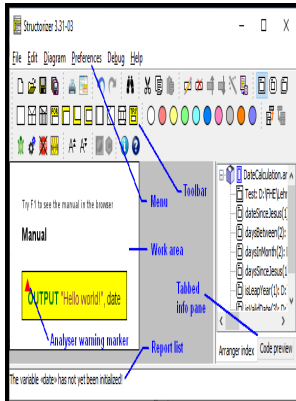 Structorizer 3.31-03
File Edit Diagram Preferences Debug Help
Toolbar
Menu
Try F1 to see the manual in the browser
Manual
Work area
OUTPUT "Hello world!", date
Analyser warning marker
Report list
DateCalculation.ar
Test: D:\FHE\Lehr
dateSinceJesus(1)
daysBetween(2):
daysInMonth(2): I
daysSinceJesus(1
isLeapYear(1): D:
Tabbed
info pane
Arranger index Code preview
The variable «date» has not yet been initialized!